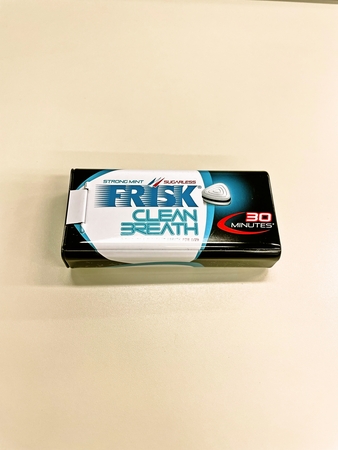 STRONG MINT SUGARLESS
FRISK®
CLEAN
BREATH
30
MINUTES*